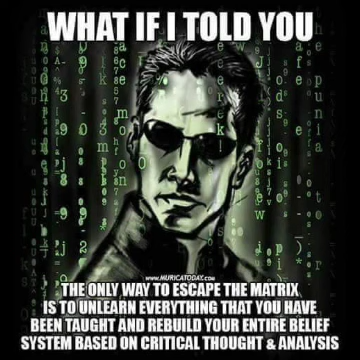 WHAT IF I TOLD YOU
WWW.MURICATODAY.COM
THE ONLY WAY TO ESCAPE THE MATRIX
IS TO UNLEARN EVERYTHING THAT YOU HAVE
BEEN TAUGHT AND REBUILD YOUR ENTIRE BELIEF
SYSTEM BASED ON CRITICAL THOUGHT & ANALYSIS